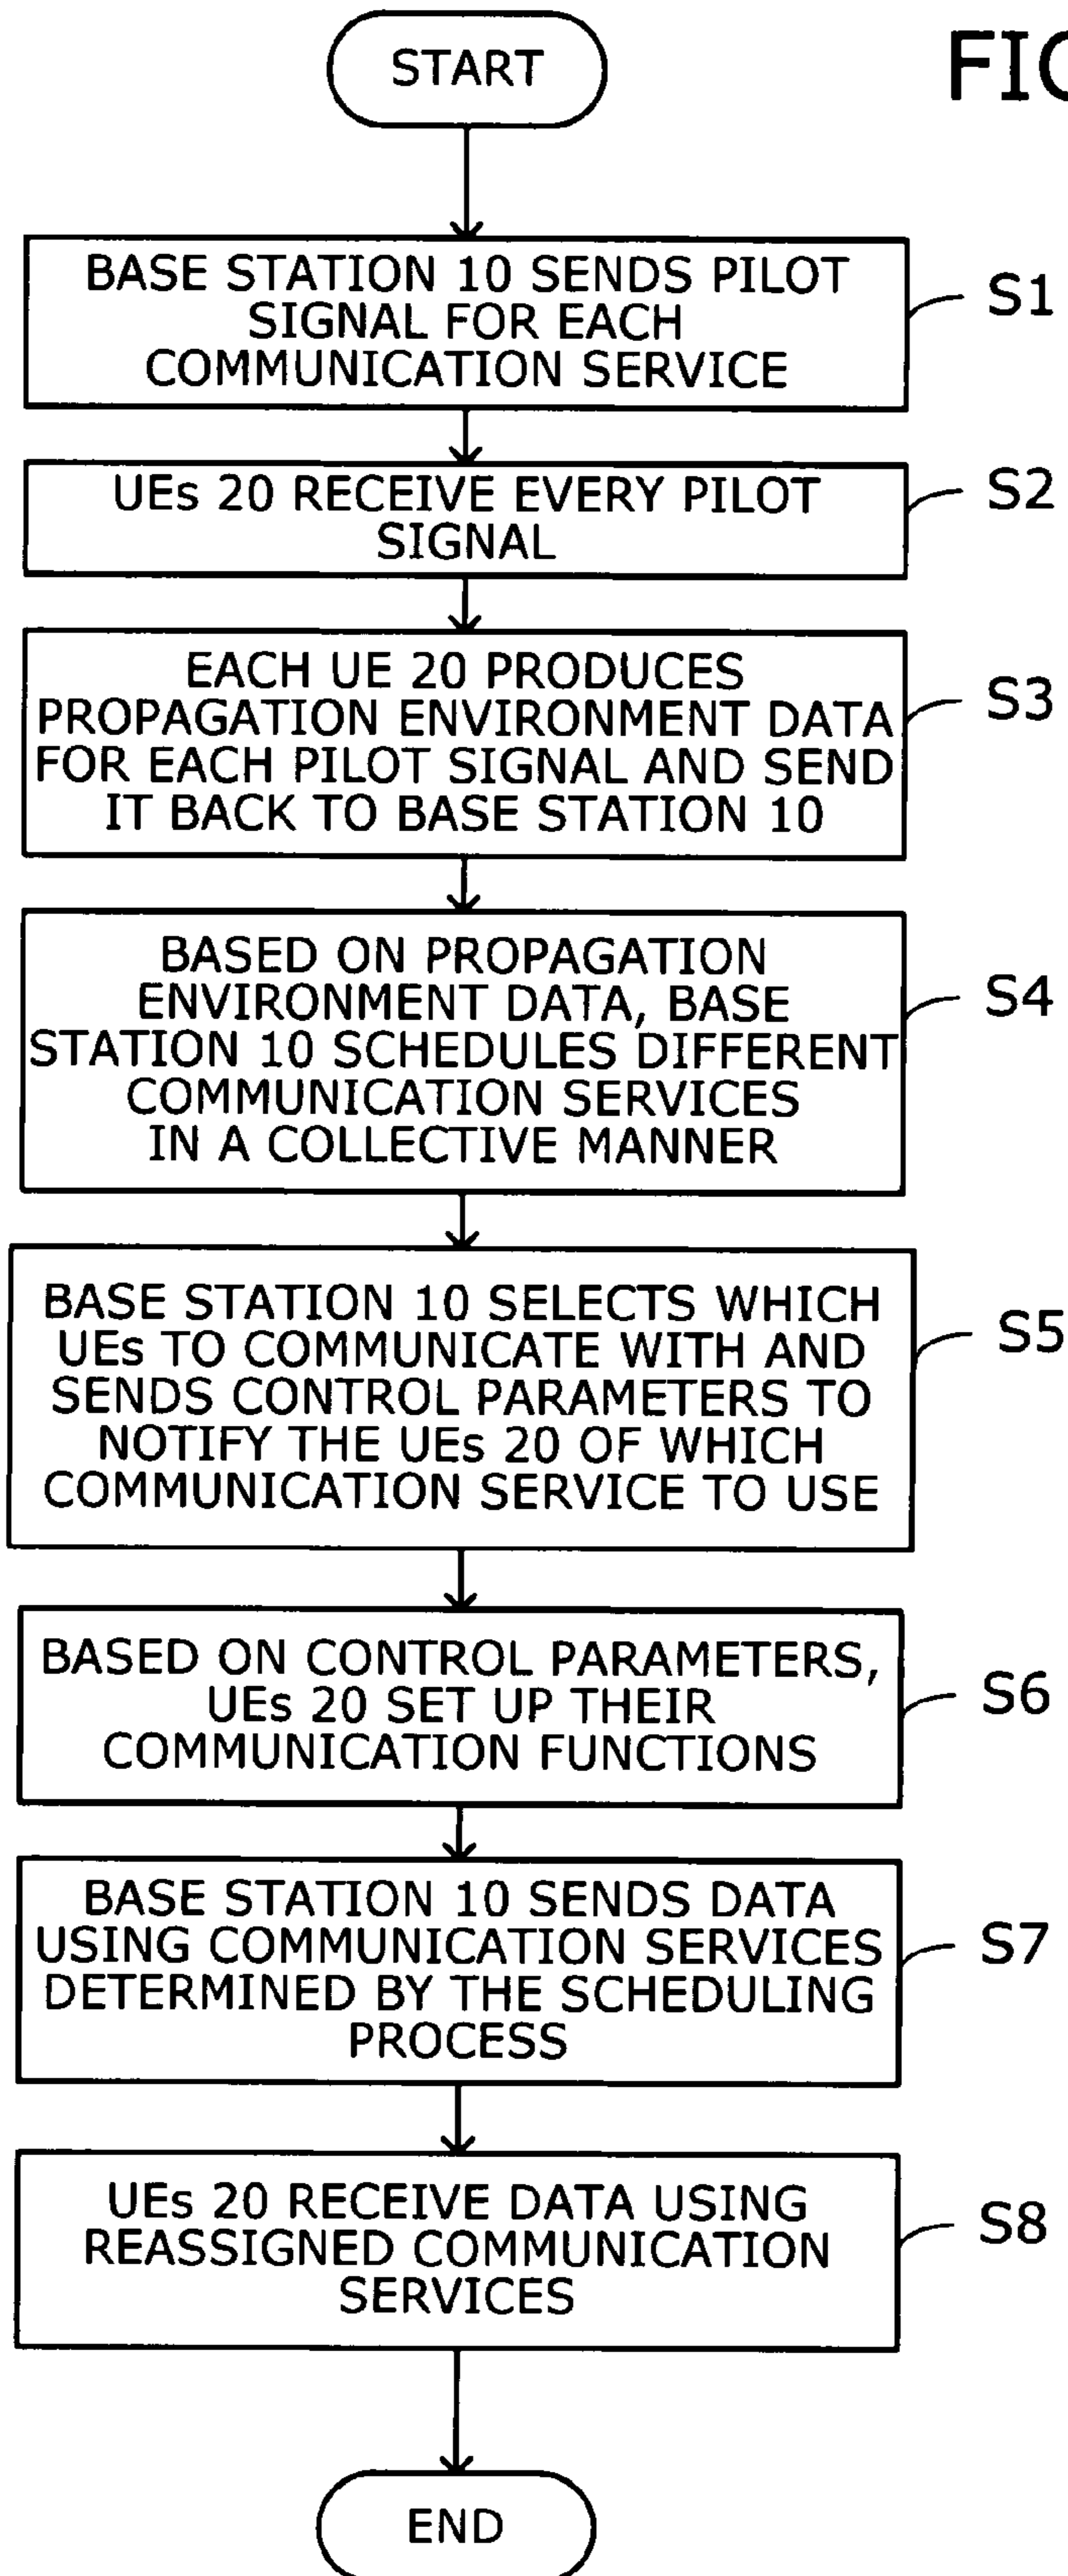 START
FIG
BASE STATION 10 SENDS PILOT
SIGNAL FOR EACH
COMMUNICATION SERVICE
S1
UEs 20 RECEIVE EVERY PILOT
SIGNAL
S2
EACH UE 20 PRODUCES
PROPAGATION ENVIRONMENT DATA
FOR EACH PILOT SIGNAL AND SEND
IT BACK TO BASE STATION 10
S3
BASED ON PROPAGATION
ENVIRONMENT DATA, BASE
STATION 10 SCHEDULES DIFFERENT
COMMUNICATION SERVICES
IN A COLLECTIVE MANNER
S4
BASE STATION 10 SELECTS WHICH
UEs TO COMMUNICATE WITH AND
SENDS CONTROL PARAMETERS TO
NOTIFY THE UEs 20 OF WHICH
COMMUNICATION SERVICE TO USE
S5
BASED ON CONTROL PARAMETERS,
UEs 20 SET UP THEIR
COMMUNICATION FUNCTIONS
S6
BASE STATION 10 SENDS DATA
USING COMMUNICATION SERVICES
DETERMINED BY THE SCHEDULING
PROCESS
S7
UEs 20 RECEIVE DATA USING
REASSIGNED COMMUNICATION
SERVICES
S8
END